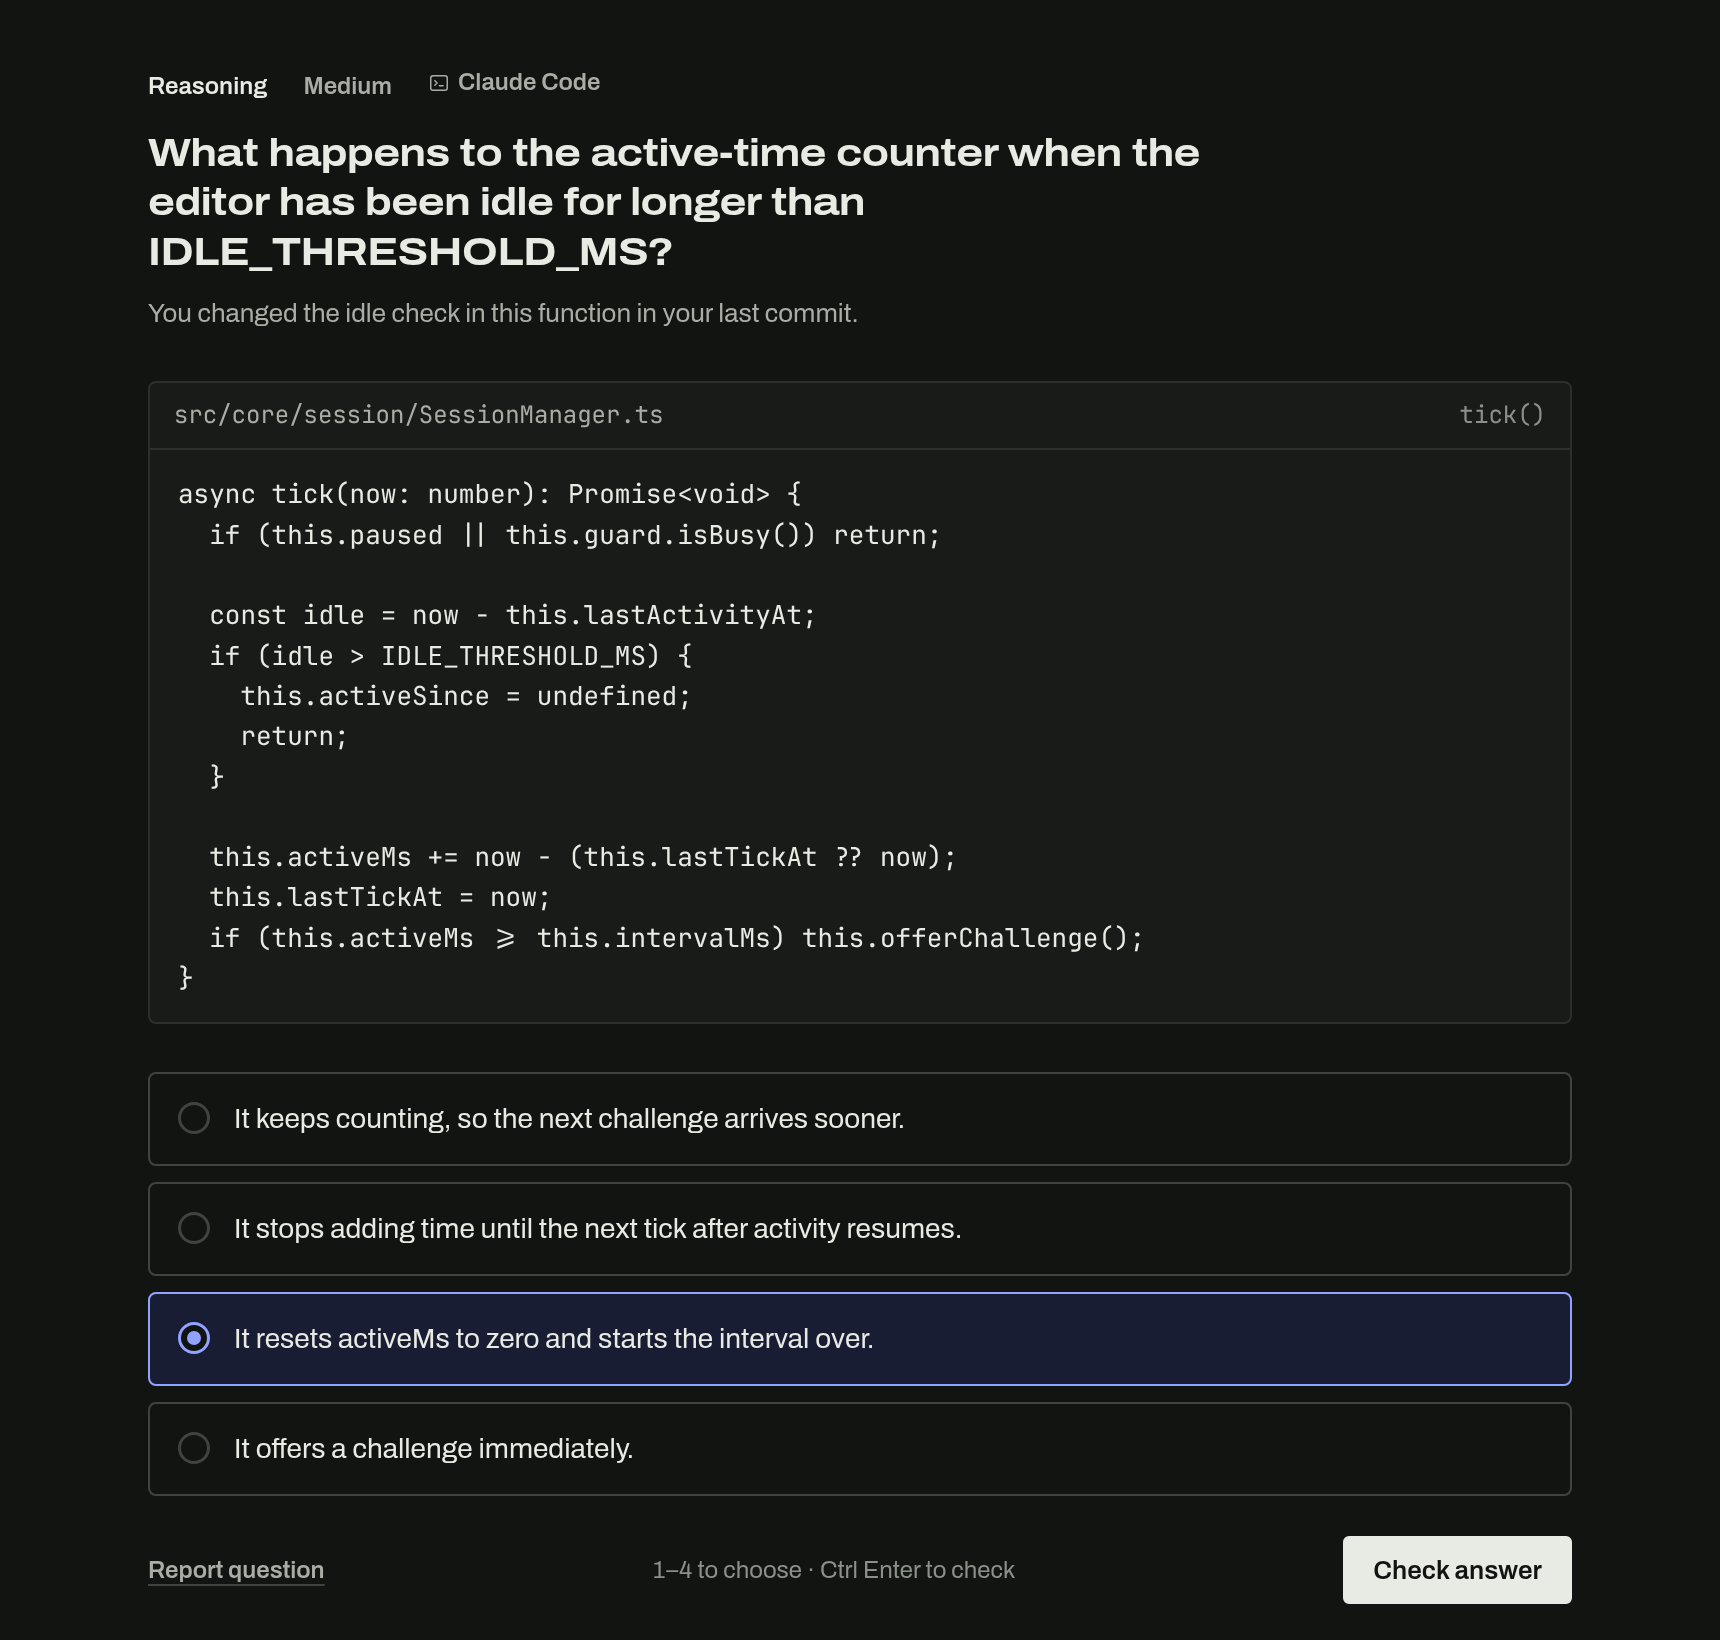 Reasoning Medium Claude Code
What happens to the active-time counter when the
editor has been idle for longer than
IDLE_THRESHOLD_MS?
You changed the idle check in this function in your last commit.
src/core/session/SessionManager.ts tick()
async tick(now: number): Promise<void> {
  if (this.paused || this.guard.isBusy()) return;

  const idle = now - this.lastActivityAt;
  if (idle > IDLE_THRESHOLD_MS) {
    this.activeSince = undefined;
    return;
  }

  this.activeMs += now - (this.lastTickAt ?? now);
  this.lastTickAt = now;
  if (this.activeMs >= this.intervalMs) this.offerChallenge();
}
It keeps counting, so the next challenge arrives sooner.
It stops adding time until the next tick after activity resumes.
It resets activeMs to zero and starts the interval over.
It offers a challenge immediately.
Report question 1–4 to choose · Ctrl Enter to check Check answer